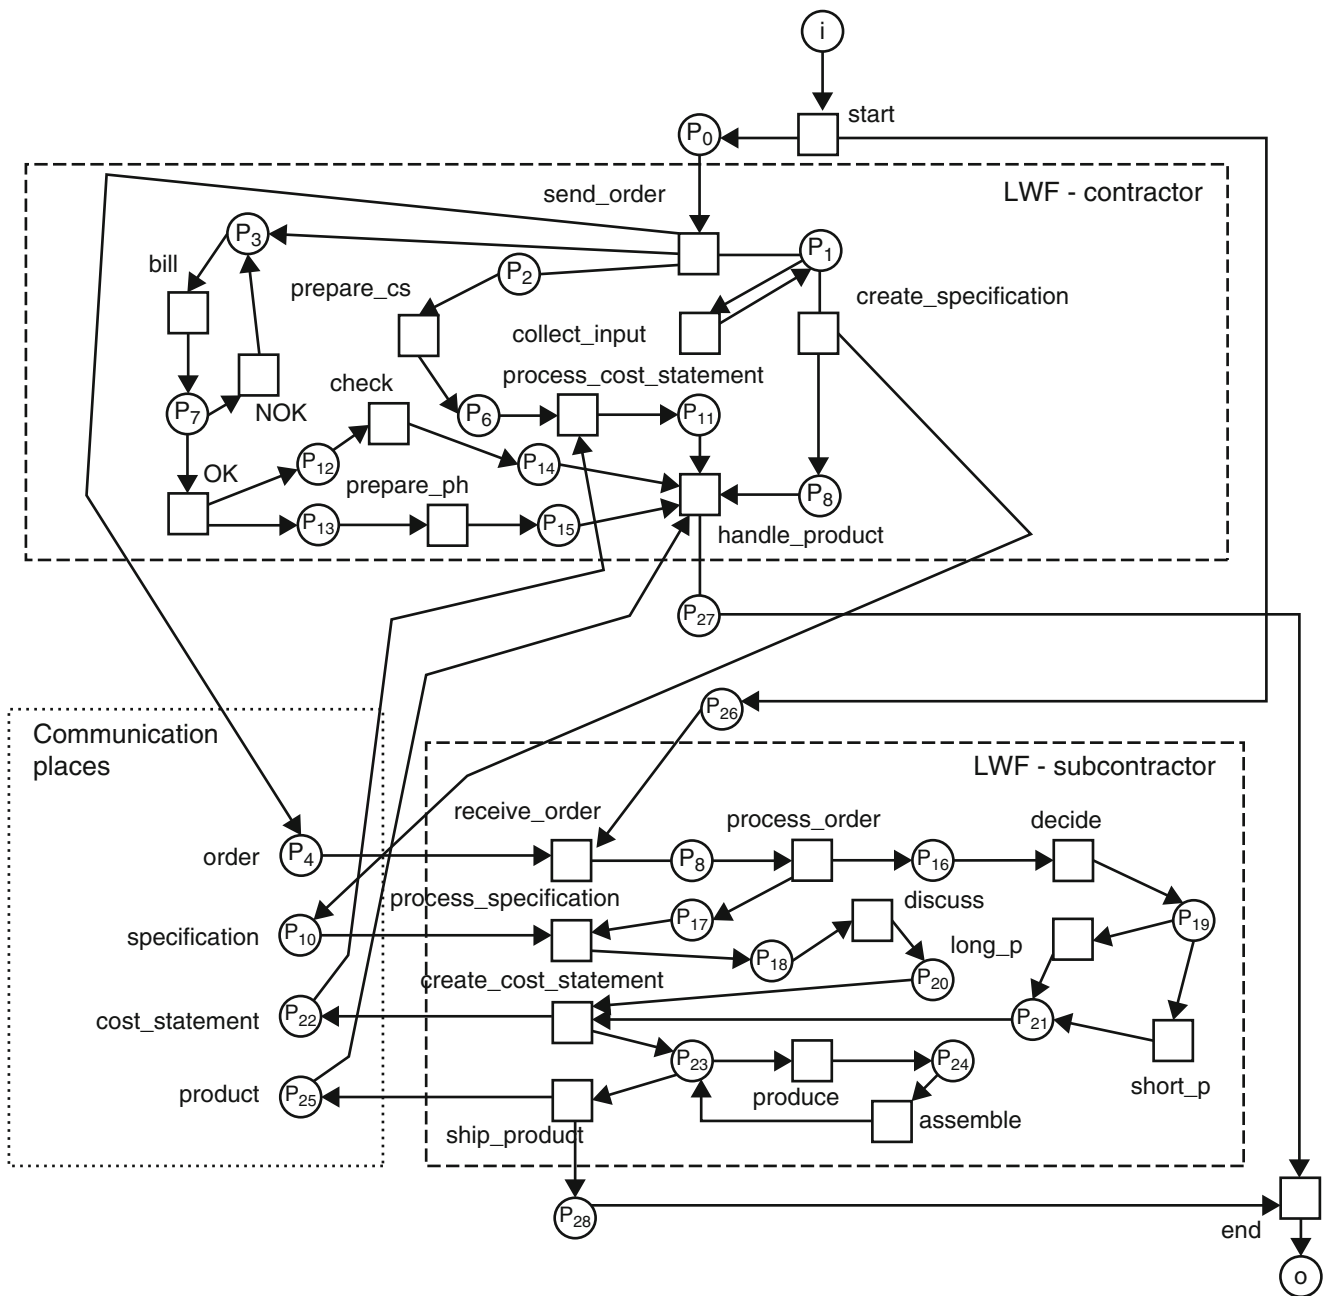 i
start
P0
LWF - contractor
send_order
P3
P1
bill
P2
prepare_cs
create_specification
collect_input
process_cost_statement
check
P7
NOK
P6
P11
OK
P12
P14
prepare_ph
P8
P13
P15
handle_product
P27
P26
Communication
places
LWF - subcontractor
receive_order
process_order
decide
order
P4
P8
P16
process_specification
discuss
P17
P19
specification
P10
long_p
P18
create_cost_statement
P20
cost_statement
P22
P21
P23
P24
product
P25
produce
short_p
ship_product
assemble
P28
end
o